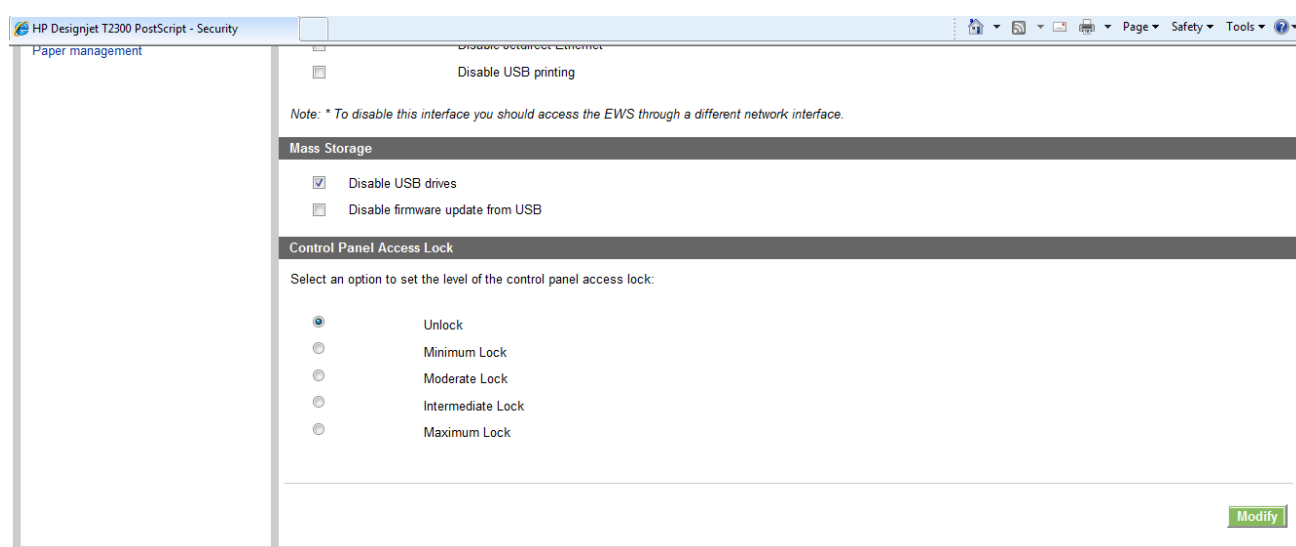 HP Designjet T2300 PostScript - Security
Page Safety Tools
Paper management
Disable Jetdirect Ethernet
Disable USB printing
Note: * To disable this interface you should access the EWS through a different network interface.
Mass Storage
Disable USB drives
Disable firmware update from USB
Control Panel Access Lock
Select an option to set the level of the control panel access lock:
Unlock
Minimum Lock
Moderate Lock
Intermediate Lock
Maximum Lock
Modify